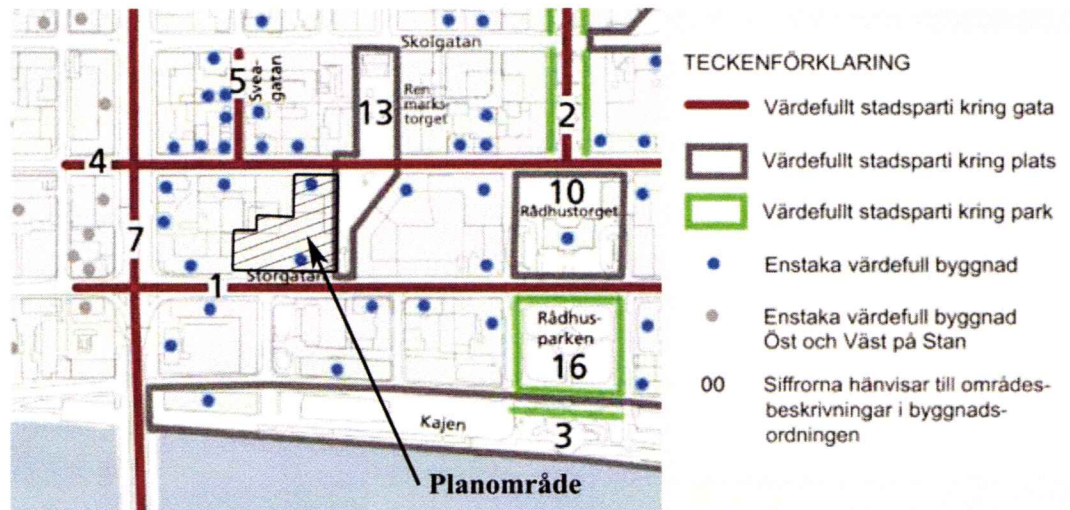 Skolgatan
5
Svea-
gatan
13
Ren
marks-
torget
2
4
10
Rådhustorget
7
Storgatan
1
Rådhus-
parken
16
Kajen
3
Planområde
TECKENFÖRKLARING
Värdefullt stadsparti kring gata
Värdefullt stadsparti kring plats
Värdefullt stadsparti kring park
Enstaka värdefull byggnad
Enstaka värdefull byggnad
Öst och Väst på Stan
00 Siffrorna hänvisar till områdes-
beskrivningar i byggnads-
ordningen